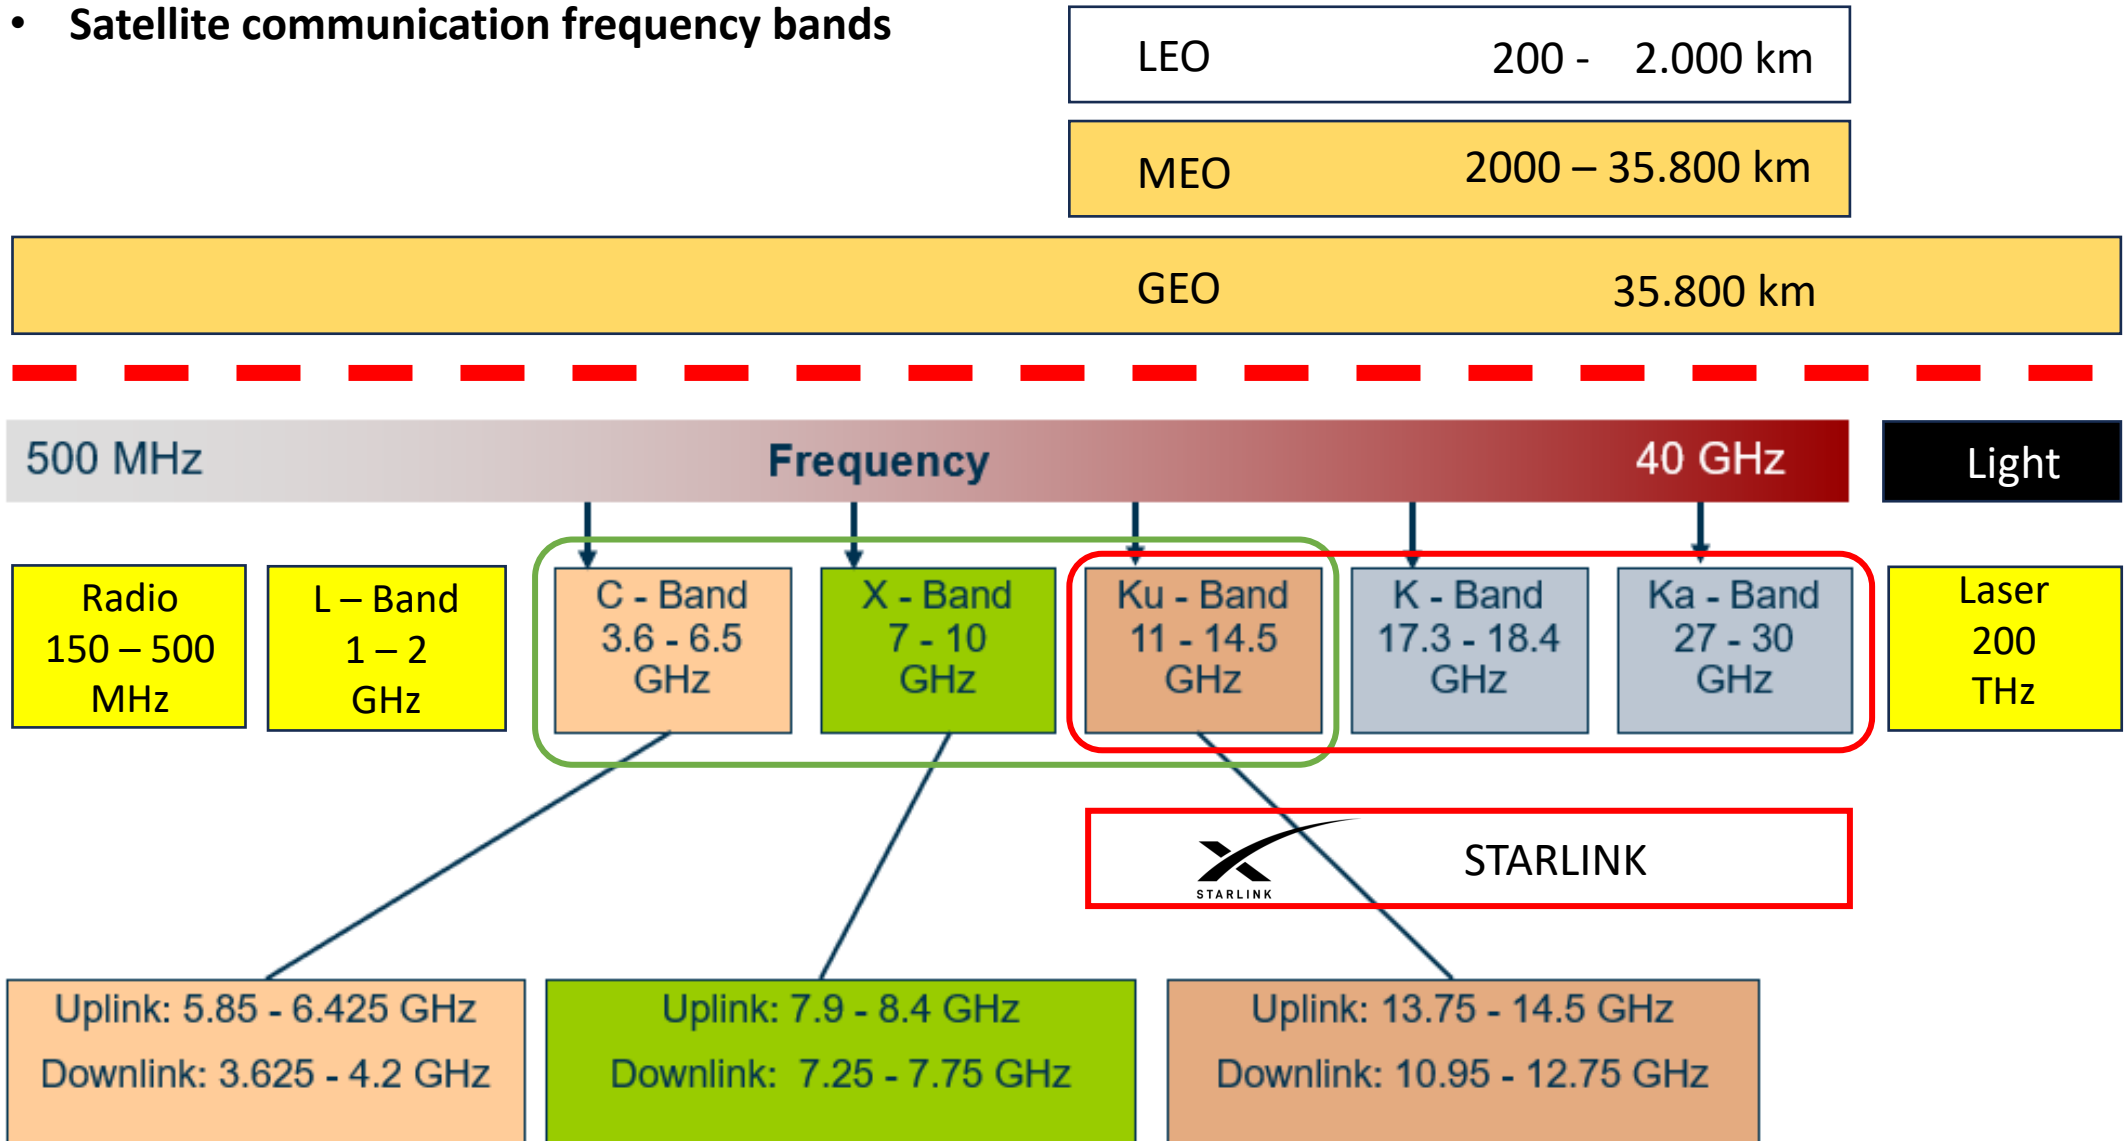 • Satellite communication frequency bands
LEO 200 - 2.000 km
MEO 2000 – 35.800 km
GEO 35.800 km
500 MHz Frequency 40 GHz Light
Radio
150 – 500
MHz
L – Band
1 – 2
GHz
C - Band
3.6 - 6.5
GHz
X - Band
7 - 10
GHz
Ku - Band
11 - 14.5
GHz
K - Band
17.3 - 18.4
GHz
Ka - Band
27 - 30
GHz
Laser
200
THz
STARLINK
STARLINK
Uplink: 5.85 - 6.425 GHz
Downlink: 3.625 - 4.2 GHz
Uplink: 7.9 - 8.4 GHz
Downlink: 7.25 - 7.75 GHz
Uplink: 13.75 - 14.5 GHz
Downlink: 10.95 - 12.75 GHz